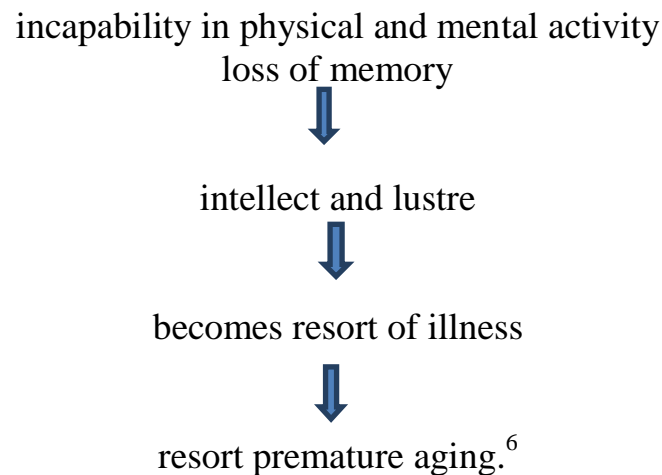 incapability in physical and mental activity
loss of memory
intellect and lustre
becomes resort of illness
resort premature aging.⁶